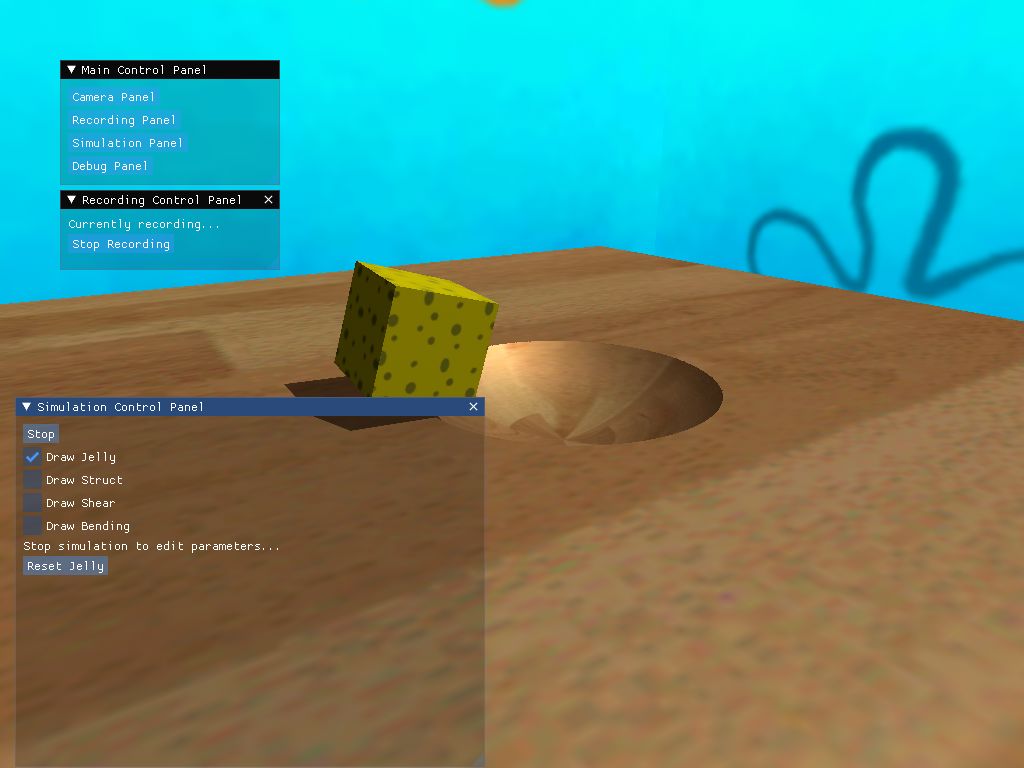 Main Control Panel
Camera Panel
Recording Panel
Simulation Panel
Debug Panel
Recording Control Panel
Currently recording...
Stop Recording
Simulation Control Panel
Stop
Draw Jelly
Draw Struct
Draw Shear
Draw Bending
Stop simulation to edit parameters...
Reset Jelly